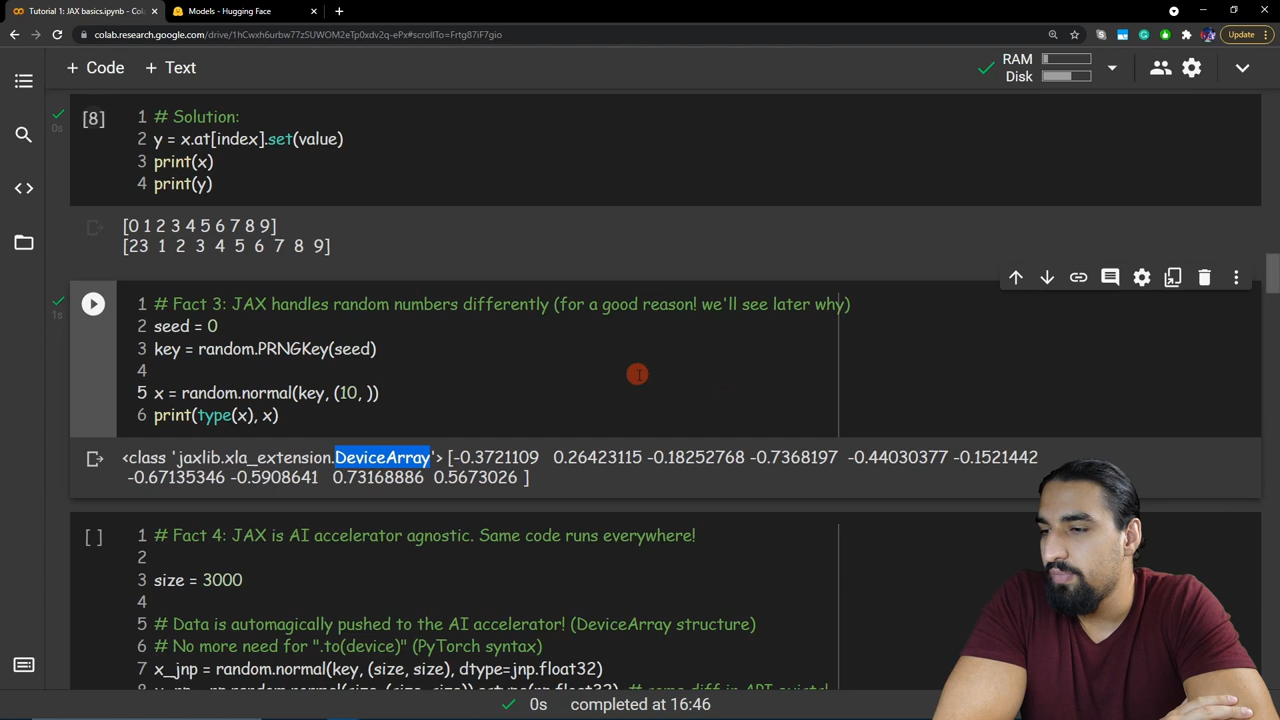 Tutorial 1: JAX basics.ipynb - Cola
Models - Hugging Face
colab.research.google.com/drive/1hCwxh6urbw77zSUWOM2eTp0xdv2q-ePx#scrollTo=Frtg87iF7gio
Update
+ Code + Text
RAM
Disk
[8]
0s
1 # Solution:
2 y = x.at[index].set(value)
3 print(x)
4 print(y)
[0 1 2 3 4 5 6 7 8 9]
[23 1 2 3 4 5 6 7 8 9]
1s
1 # Fact 3: JAX handles random numbers differently (for a good reason! we'll see later why)
2 seed = 0
3 key = random.PRNGKey(seed)
4
5 x = random.normal(key, (10, ))
6 print(type(x), x)
<class 'jaxlib.xla_extension.DeviceArray'> [-0.3721109 0.26423115 -0.18252768 -0.7368197 -0.44030377 -0.1521442
-0.67135346 -0.5908641 0.73168886 0.5673026 ]
[ ]
1 # Fact 4: JAX is AI accelerator agnostic. Same code runs everywhere!
2
3 size = 3000
4
5 # Data is automagically pushed to the AI accelerator! (DeviceArray structure)
6 # No more need for ".to(device)" (PyTorch syntax)
7 x_jnp = random.normal(key, (size, size), dtype=jnp.float32)
0s completed at 16:46